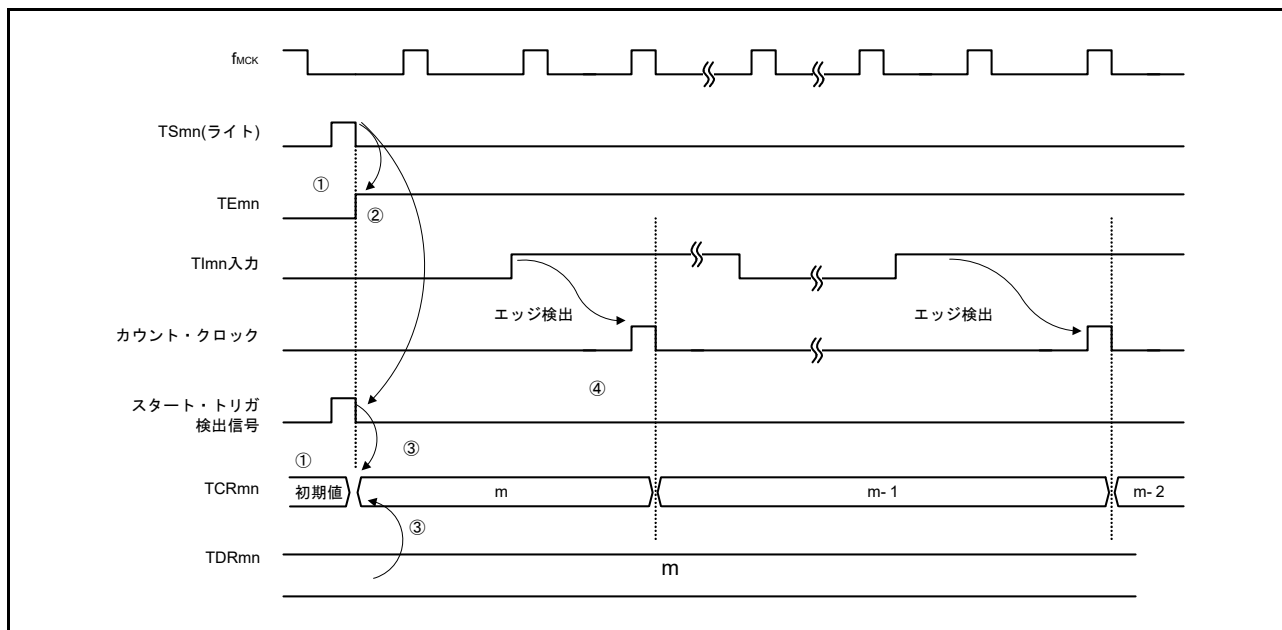 fMCK
TSmn(ライト)
①
TEmn
②
TImn入力
エッジ検出
エッジ検出
カウント・クロック
④
スタート・トリガ
検出信号
③
①
TCRmn
初期値
m
m- 1
m- 2
③
TDRmn
m